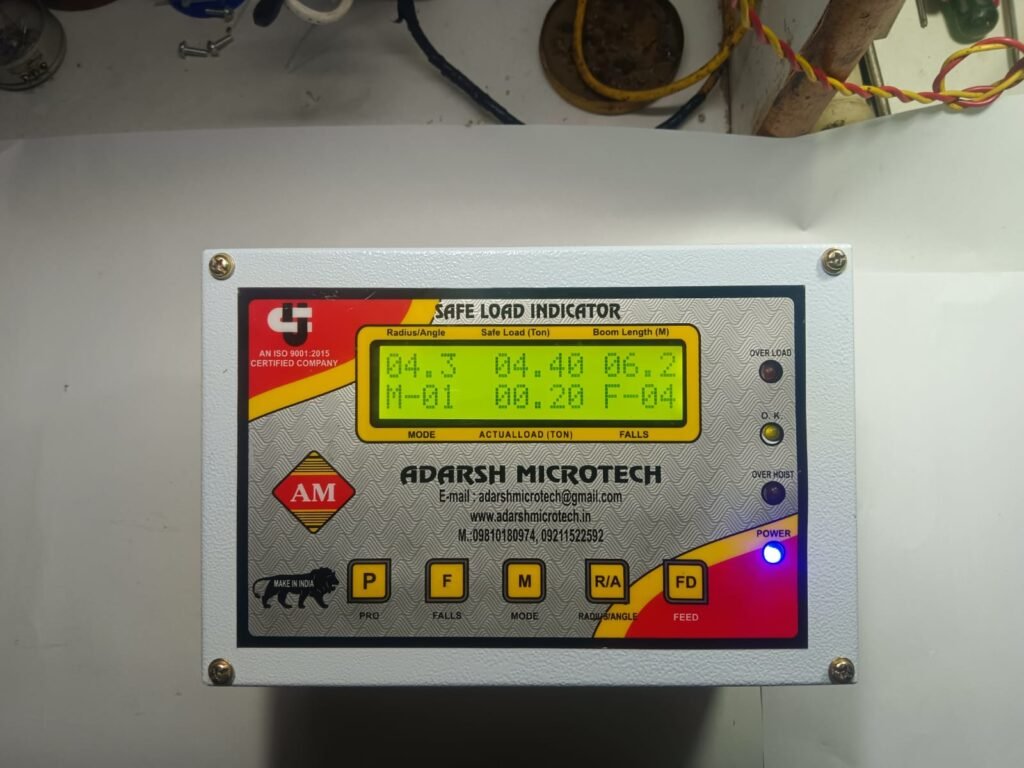 SAFE LOAD INDICATOR
Radius/Angle Safe Load (Ton) Boom Length (M)
04.3 04.40 06.2
M-01 00.20 F-04
MODE ACTUALLOAD (TON) FALLS
AN ISO 9001:2015
CERTIFIED COMPANY
OVER LOAD
O. K.
OVER HOIST
POWER
AM
ADARSH MICROTECH
E-mail : adarshmicrotech@gmail.com
www.adarshmicrotech.in
M.:09810180974, 09211522592
MAKE IN INDIA
P F M R/A FD
PRO FALLS MODE RADIUS/ANGLE FEED